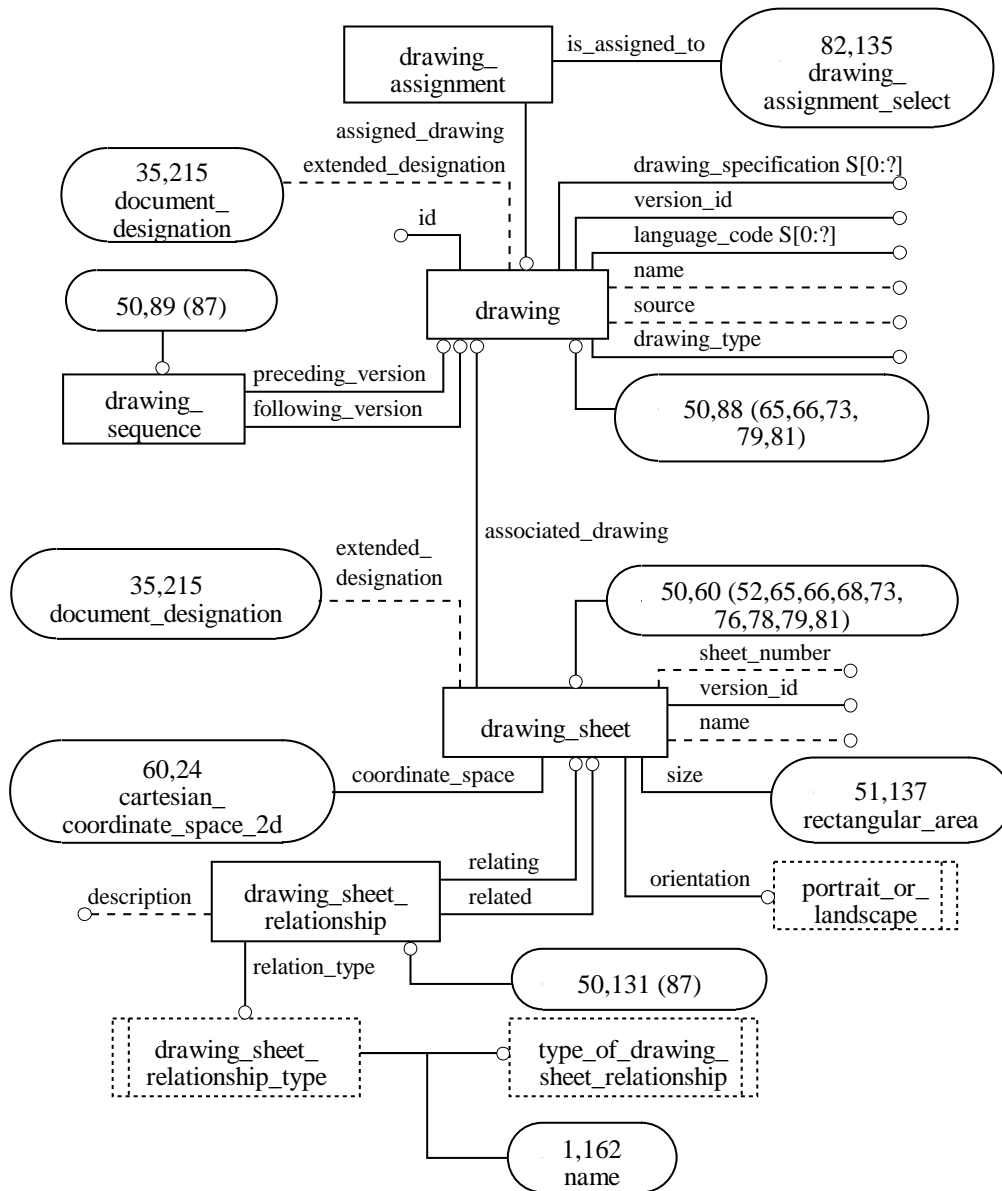 drawing_
assignment
is_assigned_to
82,135
drawing_
assignment_select
assigned_drawing
extended_designation
35,215
document_
designation
id
drawing_specification S[0:?]
version_id
language_code S[0:?]
name
source
drawing_type
drawing
50,89 (87)
drawing_
sequence
preceding_version
following_version
50,88 (65,66,73,
79,81)
associated_drawing
extended_
designation
35,215
document_designation
50,60 (52,65,66,68,73,
76,78,79,81)
sheet_number
version_id
name
drawing_sheet
60,24
cartesian_
coordinate_space_2d
coordinate_space
size
51,137
rectangular_area
relating
related
orientation
portrait_or_
landscape
description
drawing_sheet_
relationship
relation_type
50,131 (87)
drawing_sheet_
relationship_type
type_of_drawing_
sheet_relationship
1,162
name